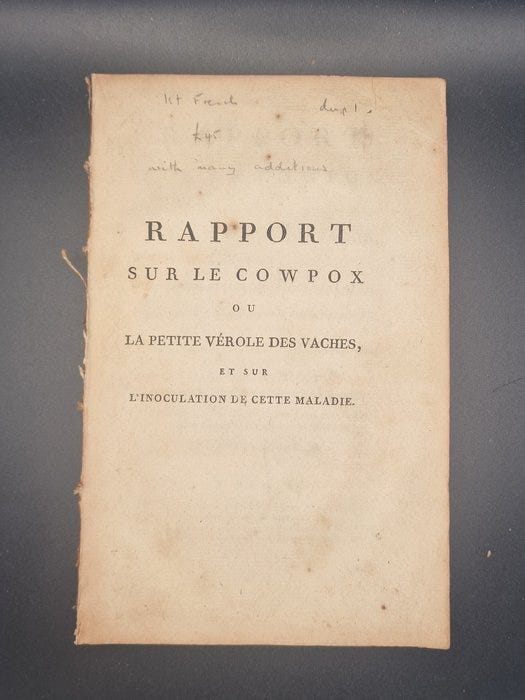 1st French dupl.
£45
with many additions
RAPPORT
SUR LE COWPOX
OU
LA PETITE VÉROLE DES VACHES,
ET SUR
L'INOCULATION DE CETTE MALADIE.